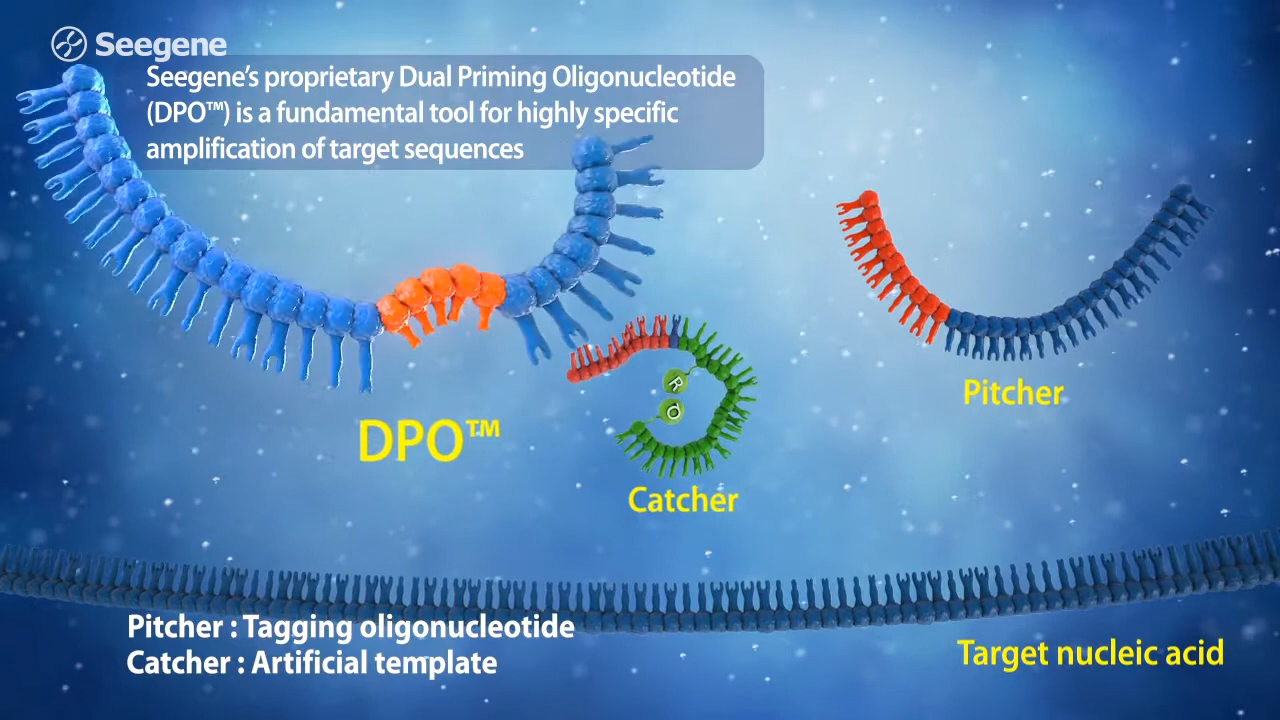 Seegene
Seegene's proprietary Dual Priming Oligonucleotide
(DPO™) is a fundamental tool for highly specific
amplification of target sequences
R
Q
DPO™
Pitcher
Catcher
Pitcher : Tagging oligonucleotide
Catcher : Artificial template
Target nucleic acid